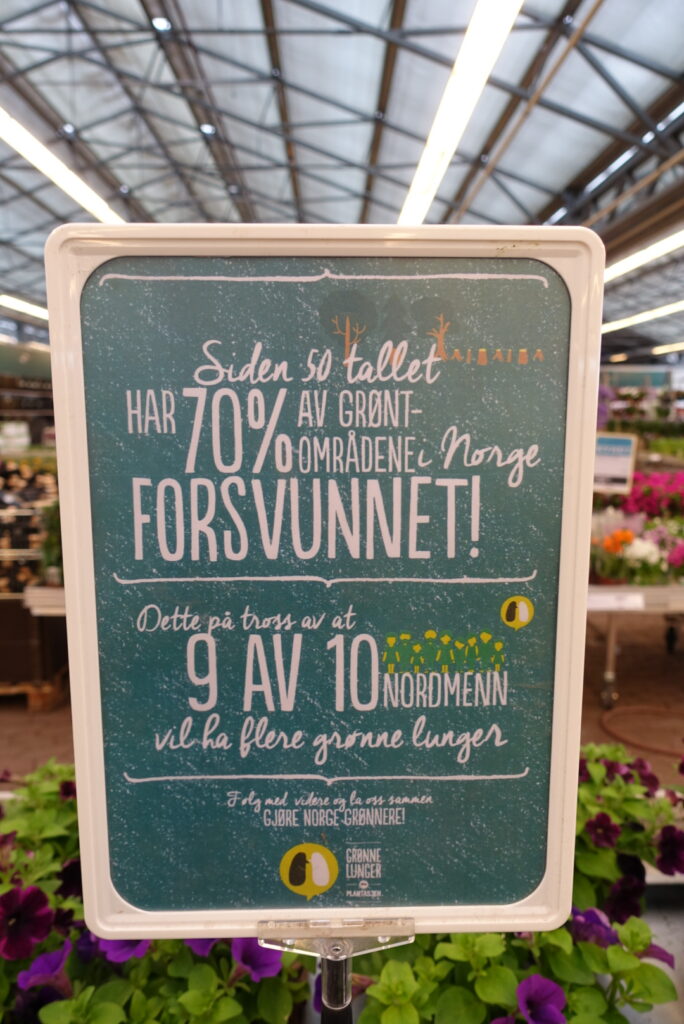 Siden 50 tallet
HAR 70% AV GRØNT-
OMRÅDENE i Norge
FORSVUNNET!
Dette på tross av at
9 AV 10 NORDMENN
vil ha flere grønne lunger
Følg med videre og la oss sammen
GJØRE NORGE GRØNNERE!
GRØNNE
LUNGER
PLANTASJEN